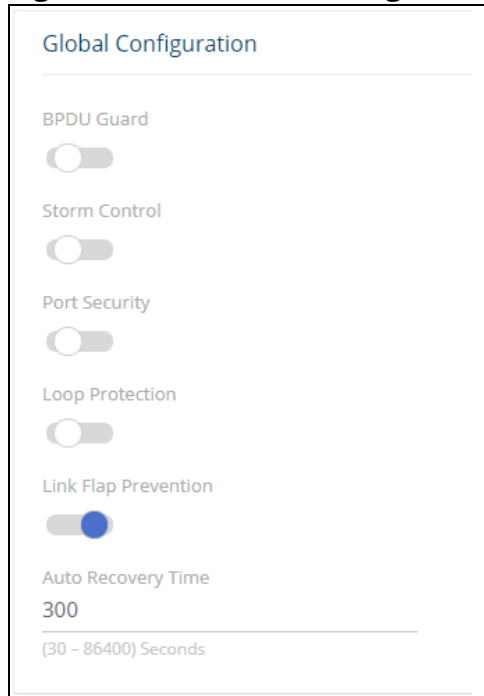 Global Configuration
BPDU Guard
Storm Control
Port Security
Loop Protection
Link Flap Prevention
Auto Recovery Time
300
(30 – 86400) Seconds